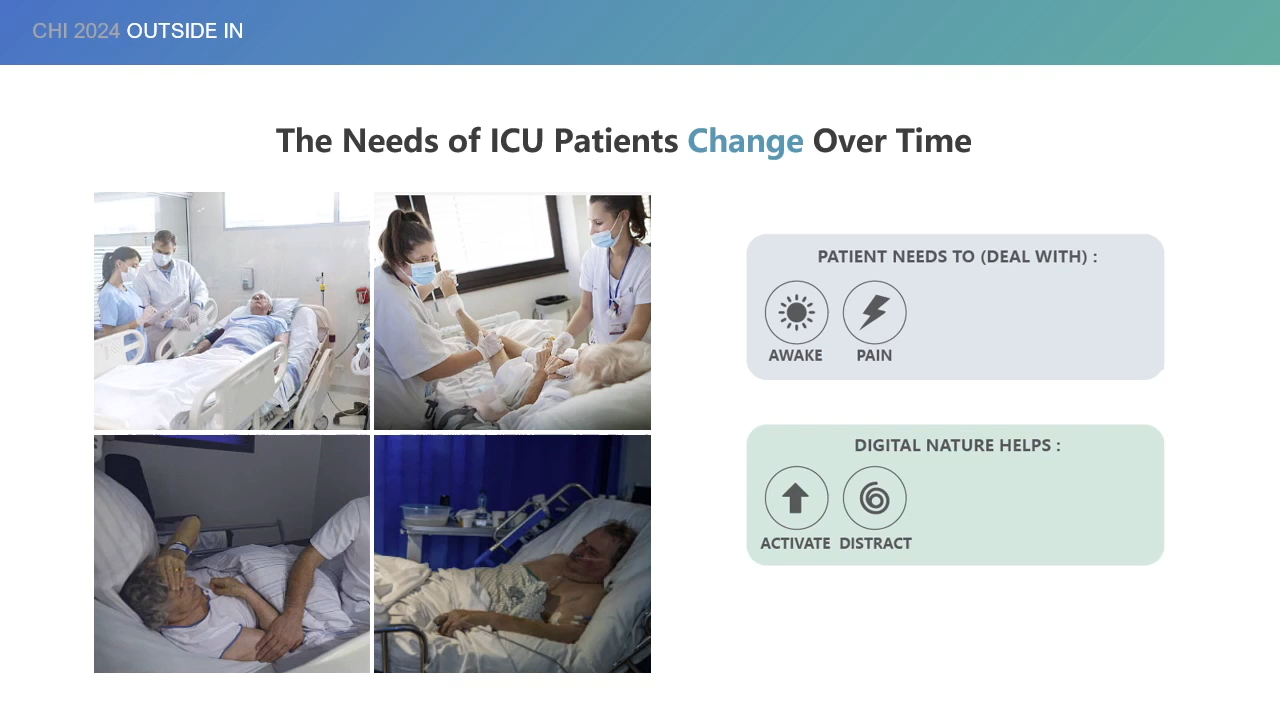 CHI 2024 OUTSIDE IN
The Needs of ICU Patients Change Over Time
PATIENT NEEDS TO (DEAL WITH) :
AWAKE PAIN
DIGITAL NATURE HELPS :
ACTIVATE DISTRACT